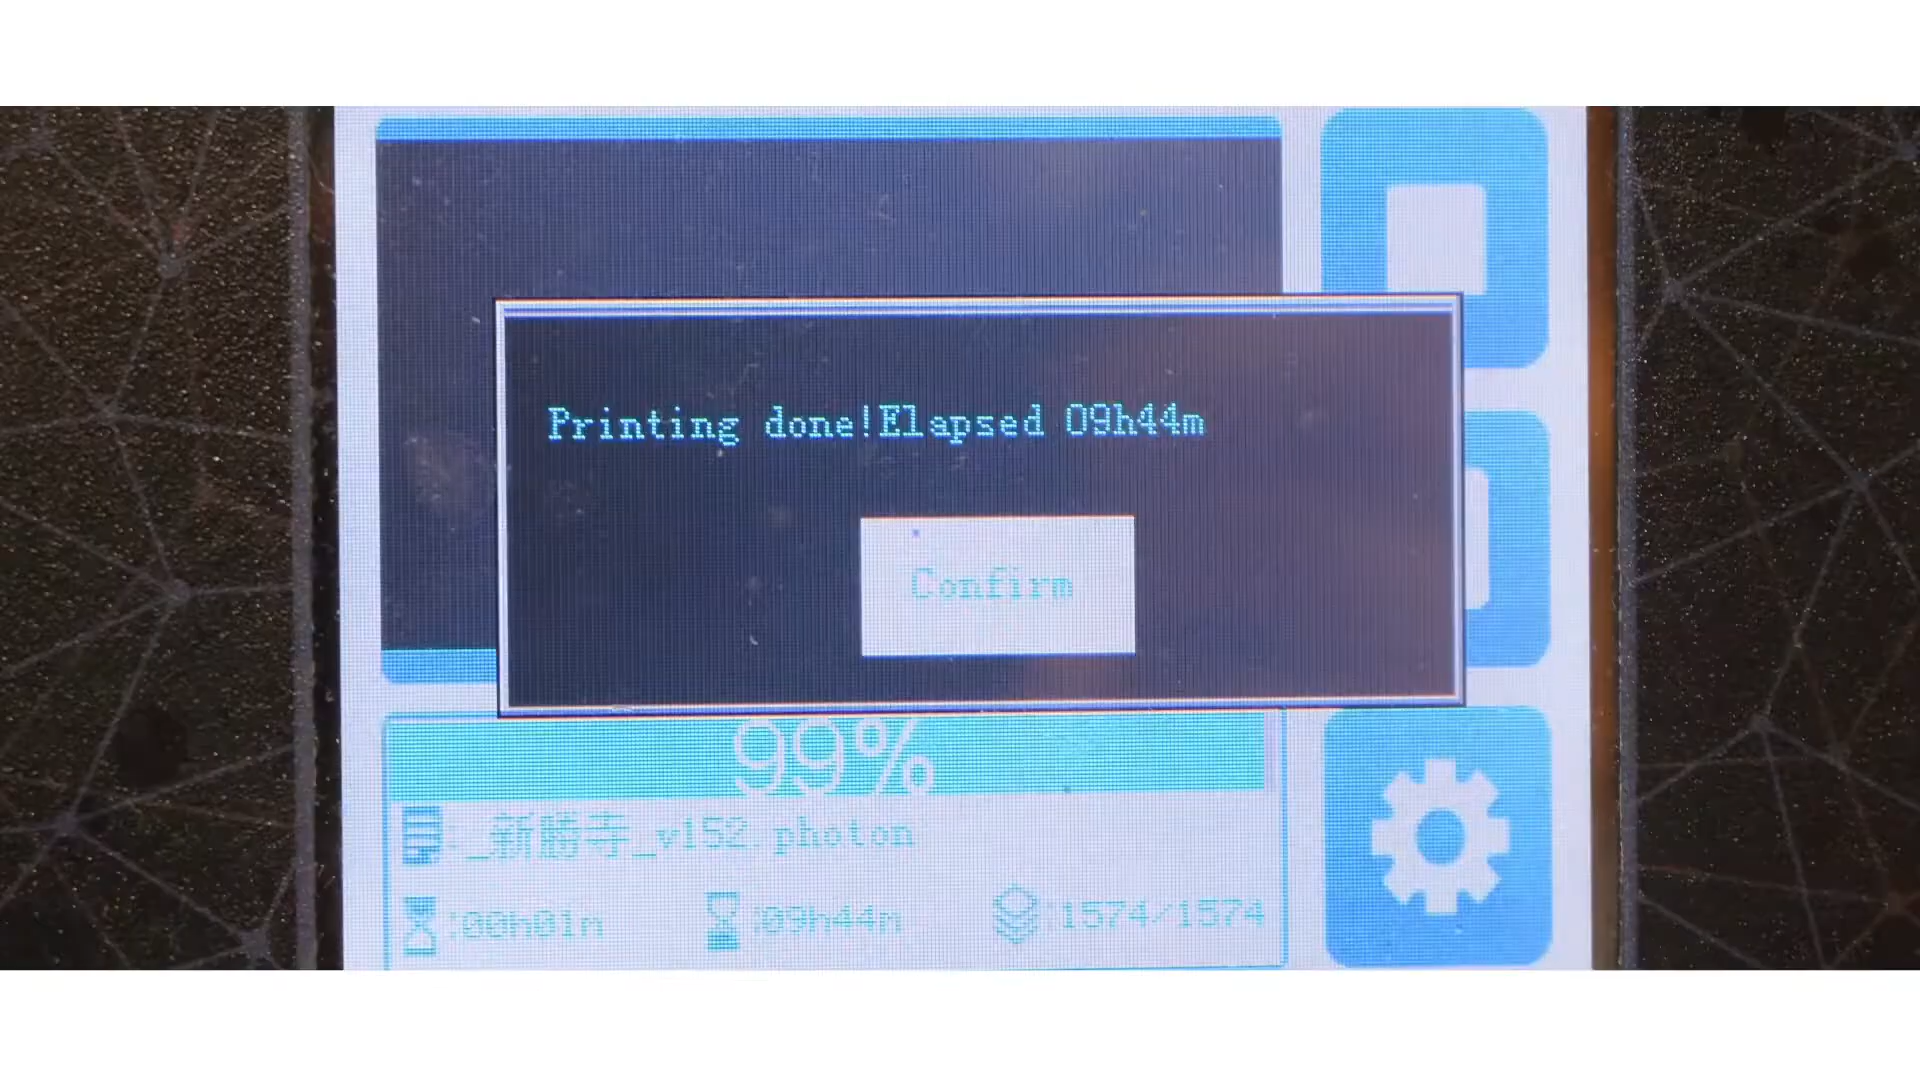 Printing done!Elapsed 09h44m
Confirm
99%
:_新勝寺_v152.photon
:00h01m
:09h44m
:1574/1574